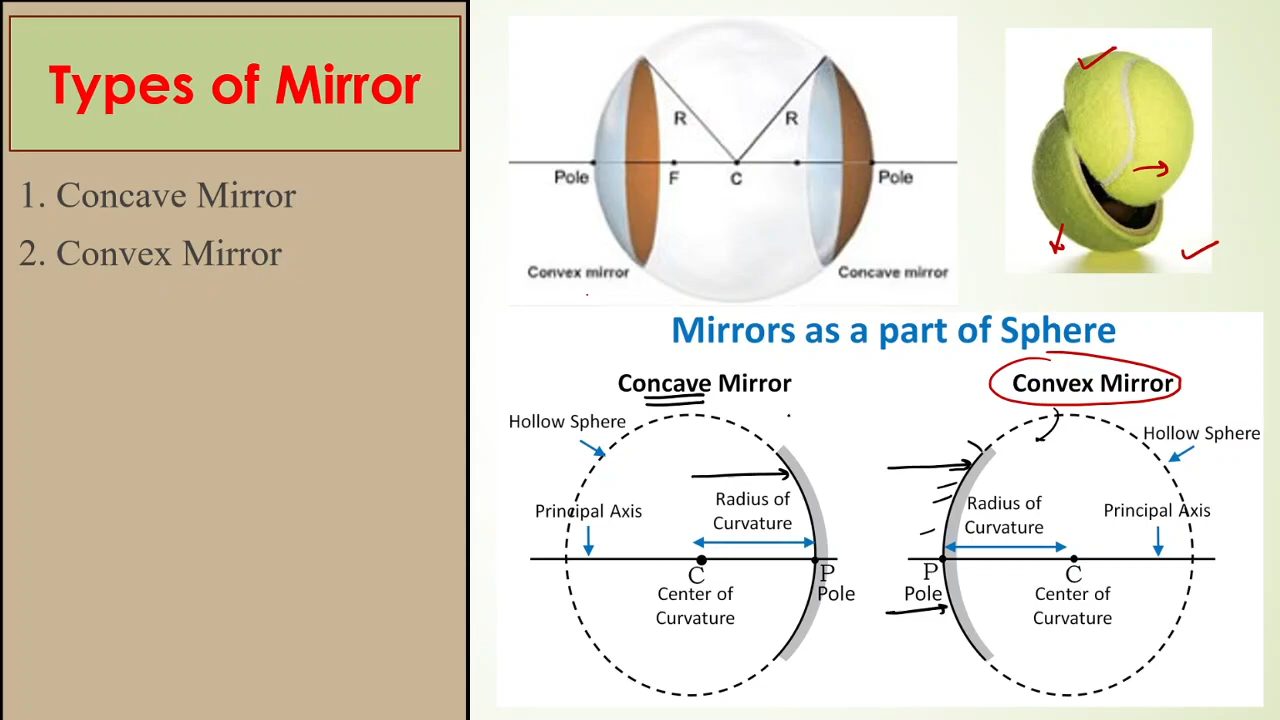 Types of Mirror
1. Concave Mirror
2. Convex Mirror
R
R
Pole
F
C
Pole
Convex mirror
Concave mirror
Mirrors as a part of Sphere
Concave Mirror
Hollow Sphere
Principal Axis
Radius of
Curvature
C
P
Center of
Curvature
Pole
Convex Mirror
Hollow Sphere
Radius of
Curvature
Principal Axis
P
C
Pole
Center of
Curvature